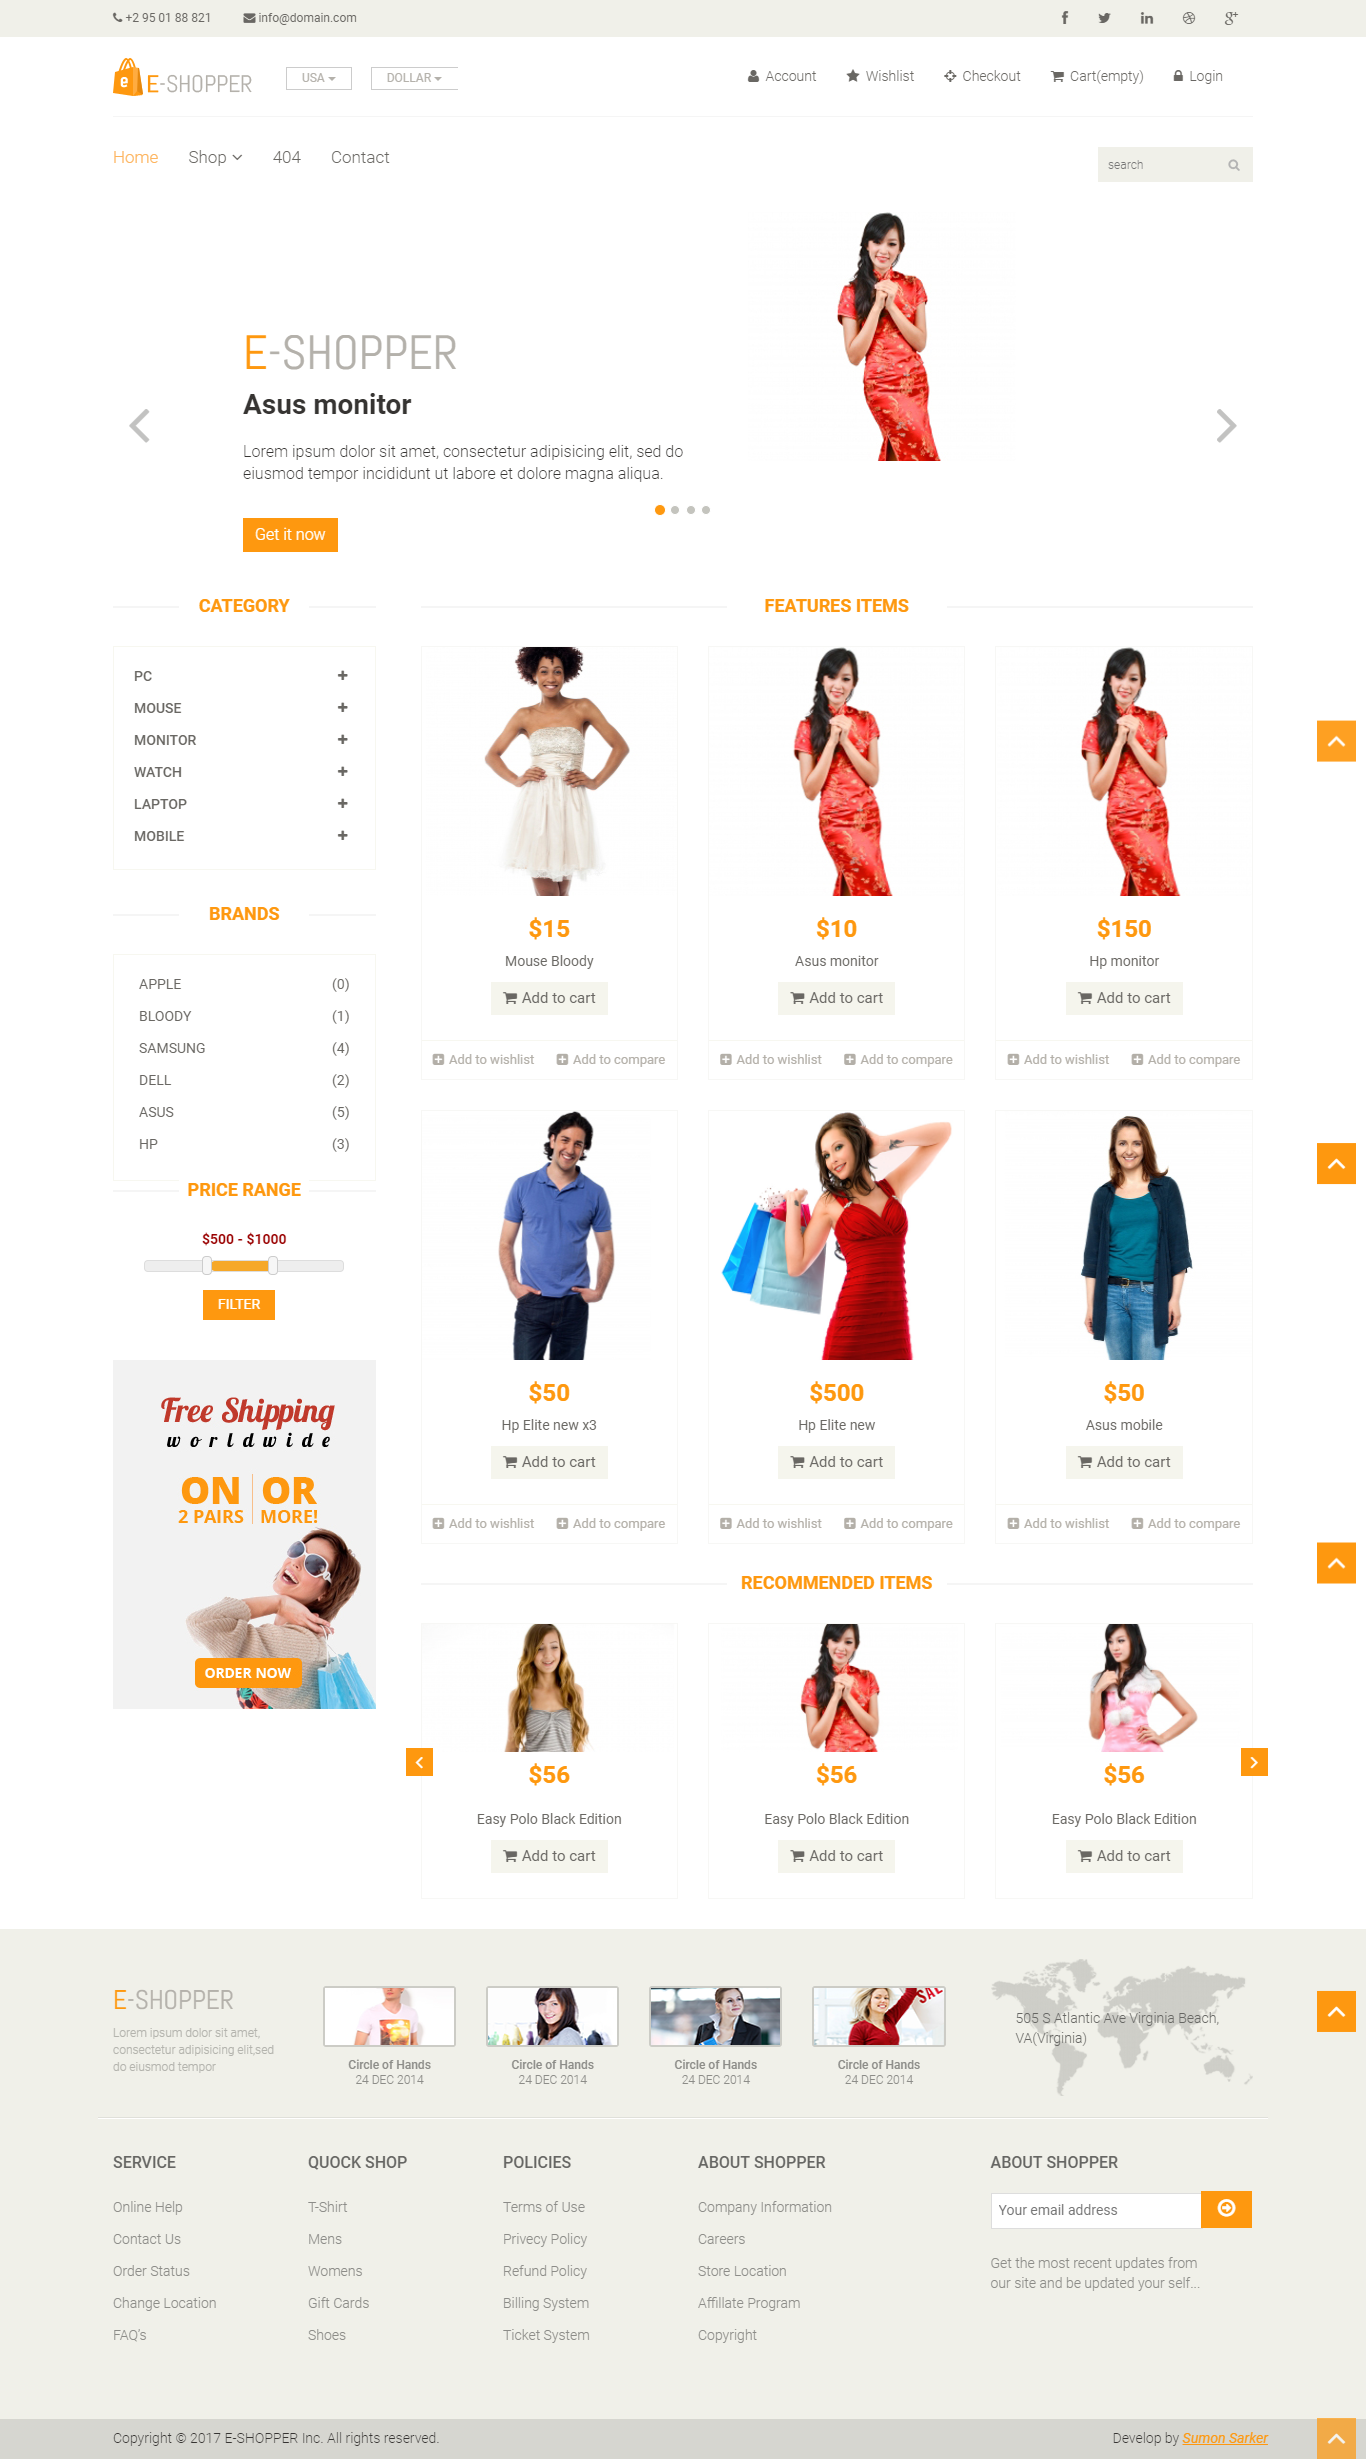 +2 95 01 88 821 info@domain.com
E-SHOPPER USA DOLLAR Account Wishlist Checkout Cart(empty) Login
Home Shop 404 Contact search
E-SHOPPER
Asus monitor
Lorem ipsum dolor sit amet, consectetur adipisicing elit, sed do
eiusmod tempor incididunt ut labore et dolore magna aliqua.
Get it now
CATEGORY
PC
MOUSE
MONITOR
WATCH
LAPTOP
MOBILE
BRANDS
APPLE (0)
BLOODY (1)
SAMSUNG (4)
DELL (2)
ASUS (5)
HP (3)
PRICE RANGE
$500 - $1000
FILTER
Free Shipping
worldwide
ON OR
2 PAIRS MORE!
ORDER NOW
FEATURES ITEMS
$15 $10 $150
Mouse Bloody Asus monitor Hp monitor
Add to cart Add to cart Add to cart
Add to wishlist Add to compare Add to wishlist Add to compare Add to wishlist Add to compare
$50 $500 $50
Hp Elite new x3 Hp Elite new Asus mobile
Add to cart Add to cart Add to cart
Add to wishlist Add to compare Add to wishlist Add to compare Add to wishlist Add to compare
RECOMMENDED ITEMS
$56 $56 $56
Easy Polo Black Edition Easy Polo Black Edition Easy Polo Black Edition
Add to cart Add to cart Add to cart
E-SHOPPER
Lorem ipsum dolor sit amet,
consectetur adipisicing elit,sed
do eiusmod tempor
SALE
Circle of Hands Circle of Hands Circle of Hands Circle of Hands
24 DEC 2014 24 DEC 2014 24 DEC 2014 24 DEC 2014
505 S Atlantic Ave Virginia Beach,
VA(Virginia)
SERVICE
Online Help
Contact Us
Order Status
Change Location
FAQ's
QUOCK SHOP
T-Shirt
Mens
Womens
Gift Cards
Shoes
POLICIES
Terms of Use
Privecy Policy
Refund Policy
Billing System
Ticket System
ABOUT SHOPPER
Company Information
Careers
Store Location
Affillate Program
Copyright
ABOUT SHOPPER
Your email address
Get the most recent updates from
our site and be updated your self...
Copyright © 2017 E-SHOPPER Inc. All rights reserved. Develop by Sumon Sarker